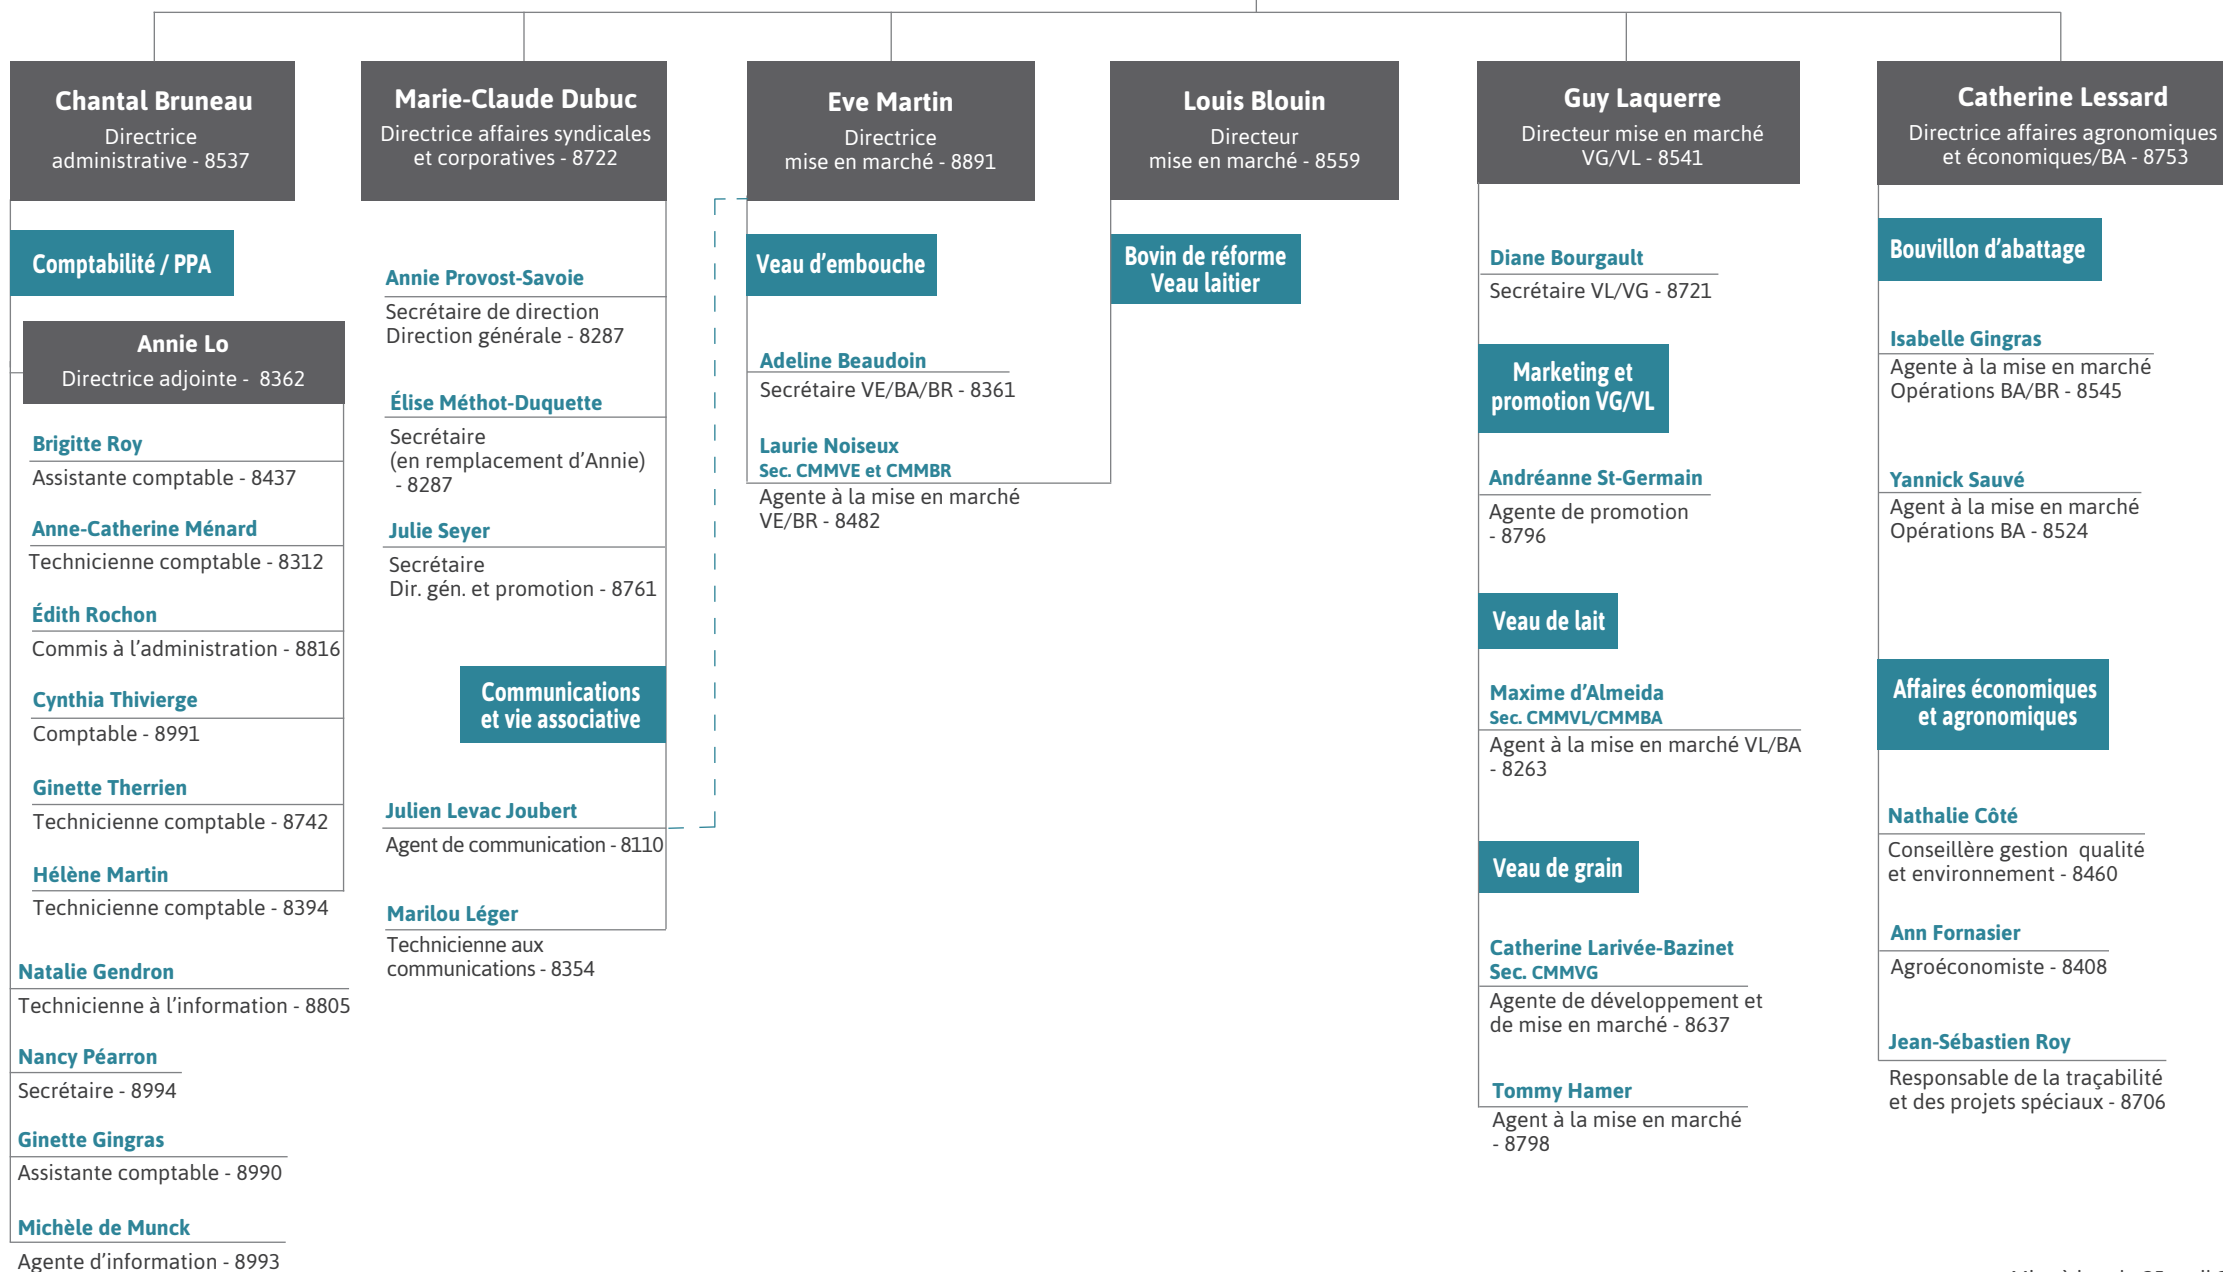 Chantal Bruneau
Directrice
administrative - 8537
Comptabilité / PPA
Annie Lo
Directrice adjointe - 8362
Brigitte Roy
Assistante comptable - 8437
Anne-Catherine Ménard
Technicienne comptable - 8312
Édith Rochon
Commis à l'administration - 8816
Cynthia Thivierge
Comptable - 8991
Ginette Therrien
Technicienne comptable - 8742
Hélène Martin
Technicienne comptable - 8394
Natalie Gendron
Technicienne à l'information - 8805
Nancy Péarron
Secrétaire - 8994
Ginette Gingras
Assistante comptable - 8990
Michèle de Munck
Agente d'information - 8993
Marie-Claude Dubuc
Directrice affaires syndicales
et corporatives - 8722
Annie Provost-Savoie
Secrétaire de direction
Direction générale - 8287
Élise Méthot-Duquette
Secrétaire
(en remplacement d'Annie)
- 8287
Julie Seyer
Secrétaire
Dir. gén. et promotion - 8761
Communications
et vie associative
Julien Levac Joubert
Agent de communication - 8110
Marilou Léger
Technicienne aux
communications - 8354
Eve Martin
Directrice
mise en marché - 8891
Veau d'embouche
Adeline Beaudoin
Secrétaire VE/BA/BR - 8361
Laurie Noiseux
Sec. CMMVE et CMMBR
Agente à la mise en marché
VE/BR - 8482
Louis Blouin
Directeur
mise en marché - 8559
Bovin de réforme
Veau laitier
Guy Laquerre
Directeur mise en marché
VG/VL - 8541
Diane Bourgault
Secrétaire VL/VG - 8721
Marketing et
promotion VG/VL
Andréanne St-Germain
Agente de promotion
- 8796
Veau de lait
Maxime d'Almeida
Sec. CMMVL/CMMBA
Agent à la mise en marché VL/BA
- 8263
Veau de grain
Catherine Larivée-Bazinet
Sec. CMMVG
Agente de développement et
de mise en marché - 8637
Tommy Hamer
Agent à la mise en marché
- 8798
Catherine Lessard
Directrice affaires agronomiques
et économiques/BA - 8753
Bouvillon d'abattage
Isabelle Gingras
Agente à la mise en marché
Opérations BA/BR - 8545
Yannick Sauvé
Agent à la mise en marché
Opérations BA - 8524
Affaires économiques
et agronomiques
Nathalie Côté
Conseillère gestion qualité
et environnement - 8460
Ann Fornasier
Agroéconomiste - 8408
Jean-Sébastien Roy
Responsable de la traçabilité
et des projets spéciaux - 8706